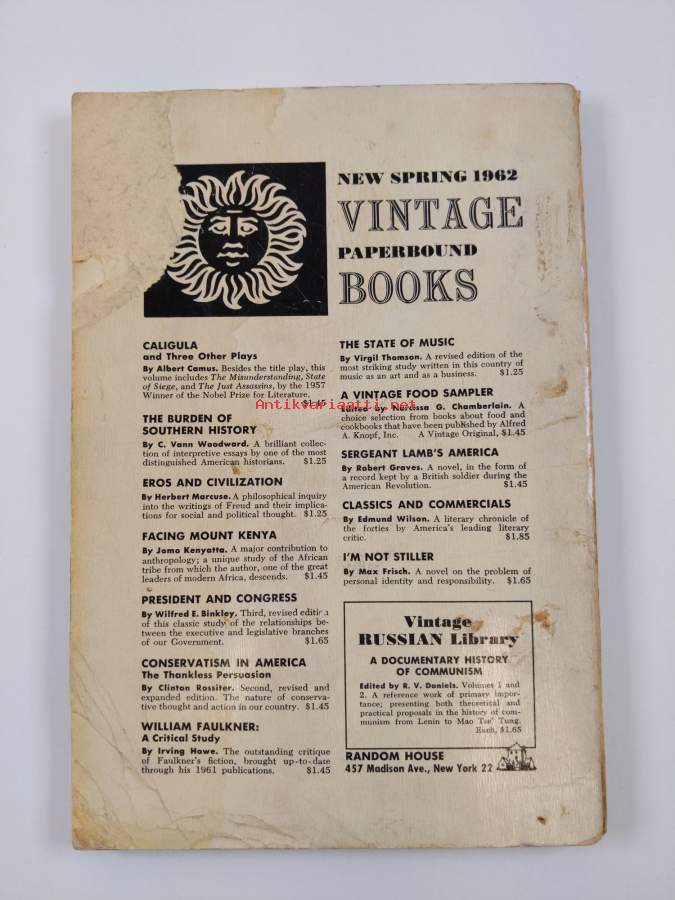 NEW SPRING 1962
VINTAGE
PAPERBOUND
BOOKS
CALIGULA
and Three Other Plays
By Albert Camus. Besides the title play, this
volume includes The Misunderstanding, State
of Siege, and The Just Assassins, by the 1957
Winner of the Nobel Prize for Literature.
$1.45
THE BURDEN OF
SOUTHERN HISTORY
By C. Vann Woodward. A brilliant collec-
tion of interpretive essays by one of the most
distinguished American historians. $1.25
EROS AND CIVILIZATION
By Herbert Marcuse. A philosophical inquiry
into the writings of Freud and their implica-
tions for social and political thought. $1.25
FACING MOUNT KENYA
By Jomo Kenyatta. A major contribution to
anthropology; a unique study of the African
tribe from which the author, one of the great
leaders of modern Africa, descends. $1.45
PRESIDENT AND CONGRESS
By Wilfred E. Binkley. Third, revised edition
of this classic study of the relationships be-
tween the executive and legislative branches
of our Government. $1.65
CONSERVATISM IN AMERICA
The Thankless Persuasion
By Clinton Rossiter. Second, revised and
expanded edition. The nature of conserva-
tive thought and action in our country. $1.45
WILLIAM FAULKNER:
A Critical Study
By Irving Howe. The outstanding critique
of Faulkner's fiction, brought up-to-date
through his 1961 publications. $1.45
THE STATE OF MUSIC
By Virgil Thomson. A revised edition of the
most striking study written in this country of
music as an art and as a business. $1.25
A VINTAGE FOOD SAMPLER
Edited by Narcissa G. Chamberlain. A
choice selection from books about food and
cookbooks that have been published by Alfred
A. Knopf, Inc. A Vintage Original, $1.45
SERGEANT LAMB'S AMERICA
By Robert Graves. A novel, in the form of
a record kept by a British soldier during the
American Revolution. $1.45
CLASSICS AND COMMERCIALS
By Edmund Wilson. A literary chronicle of
the forties by America's leading literary
critic. $1.85
I'M NOT STILLER
By Max Frisch. A novel on the problem of
personal identity and responsibility. $1.65
Vintage
RUSSIAN Library
A DOCUMENTARY HISTORY
OF COMMUNISM
Edited by R. V. Daniels. Volumes 1 and
2. A reference work of primary impor-
tance; presenting both theoretical and
practical proposals in the history of com-
munism from Lenin to Mao Tse' Tung.
Each, $1.65
RANDOM HOUSE
457 Madison Ave., New York 22
Antikvariaatti.net